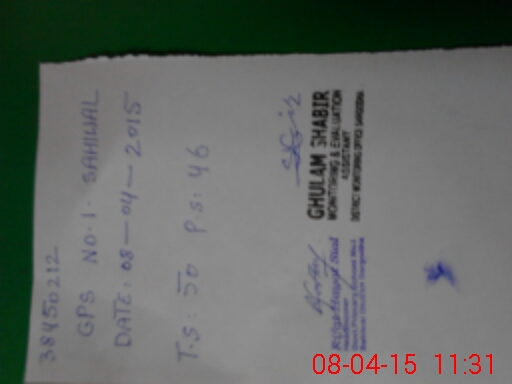 38450212
GPS NO.1. SAHIWAL
DATE: 08-04-2015
T.S: 50 P.S: 46
GHULAM SHABIR
MONITORING & EVALUATION
ASSISTANT
DISTRICT MONITORING OFFICE SARGODHA
08-04-15 11:31